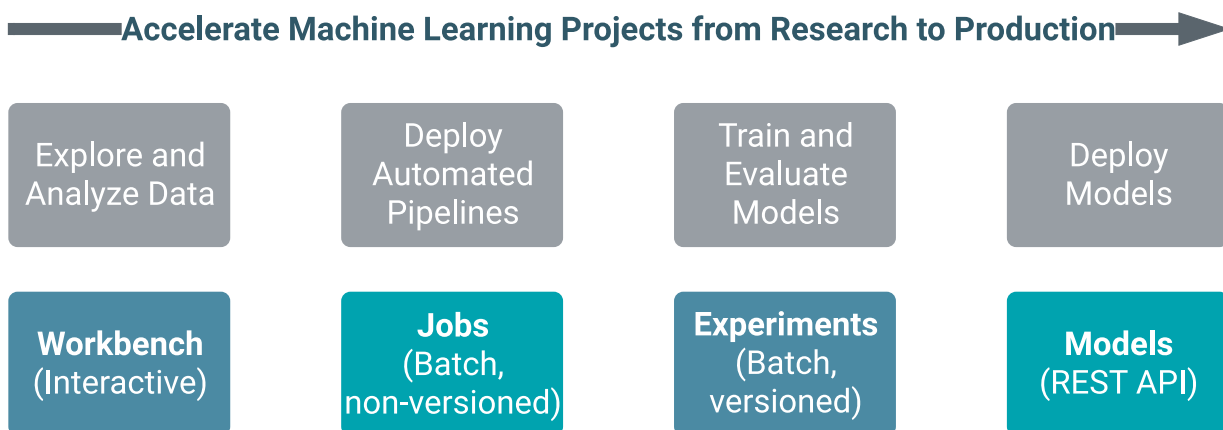 Accelerate Machine Learning Projects from Research to Production
Explore and
Analyze Data
Deploy
Automated
Pipelines
Train and
Evaluate
Models
Deploy
Models
Workbench
(Interactive)
Jobs
(Batch,
non-versioned)
Experiments
(Batch,
versioned)
Models
(REST API)